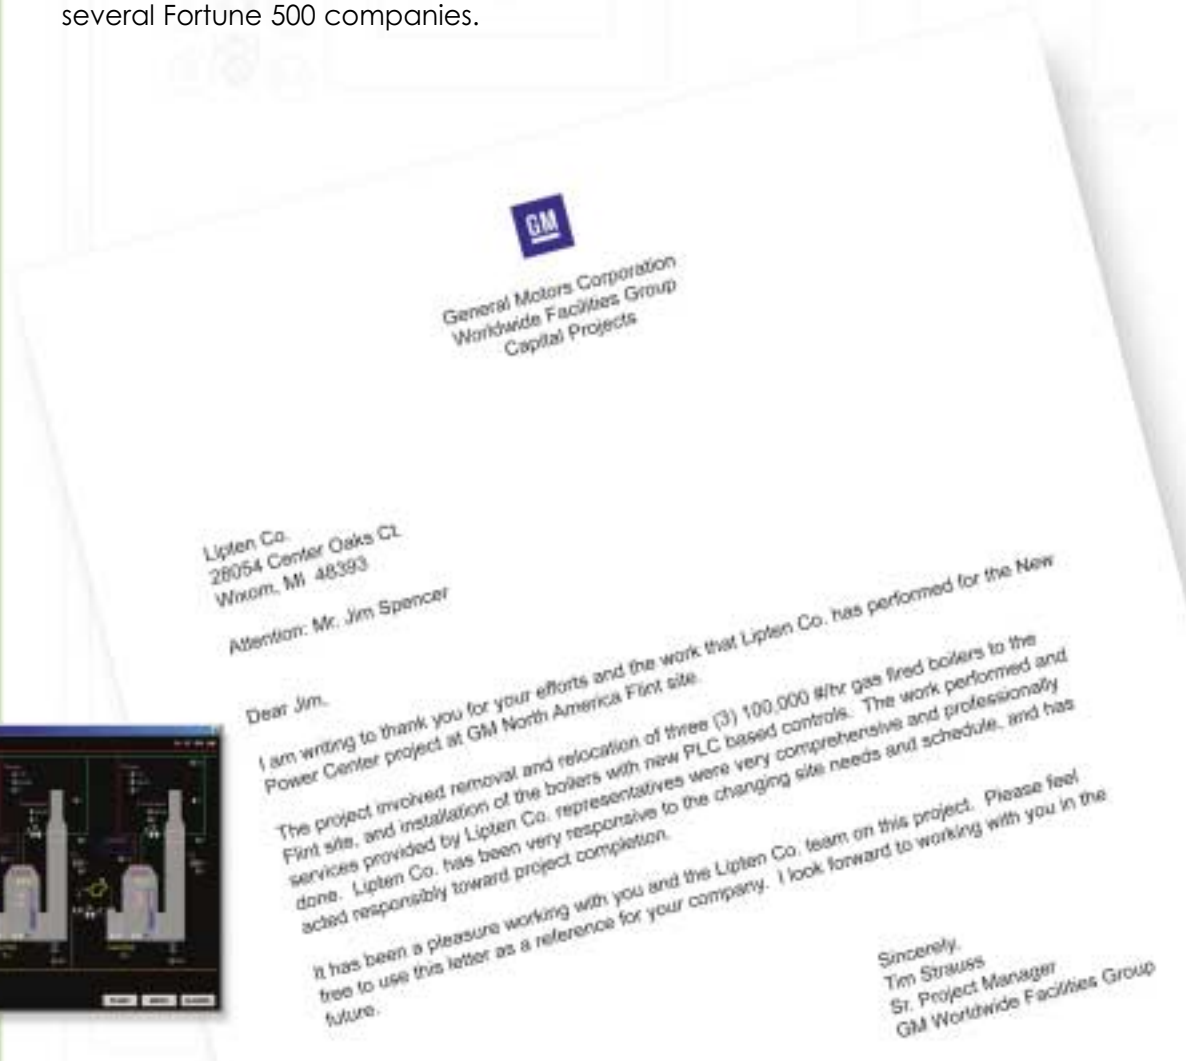 several Fortune 500 companies.
GM
General Motors Corporation
Worldwide Facilities Group
Capital Projects
Lipten Co.
28054 Center Oaks Ct.
Wixom, MI 48393
Attention: Mr. Jim Spencer
Dear Jim,
I am writing to thank you for your efforts and the work that Lipten Co. has performed for the New
Power Center project at GM North America Flint site.
The project involved removal and relocation of three (3) 100,000 #/hr gas fired boilers to the
Flint site, and installation of the boilers with new PLC based controls. The work performed and
services provided by Lipten Co. representatives were very comprehensive and professionally
done. Lipten Co. has been very responsive to the changing site needs and schedule, and has
acted responsibly toward project completion.
It has been a pleasure working with you and the Lipten Co. team on this project. Please feel
free to use this letter as a reference for your company. I look forward to working with you in the
future.
Sincerely,
Tim Strauss
Sr. Project Manager
GM Worldwide Facilities Group